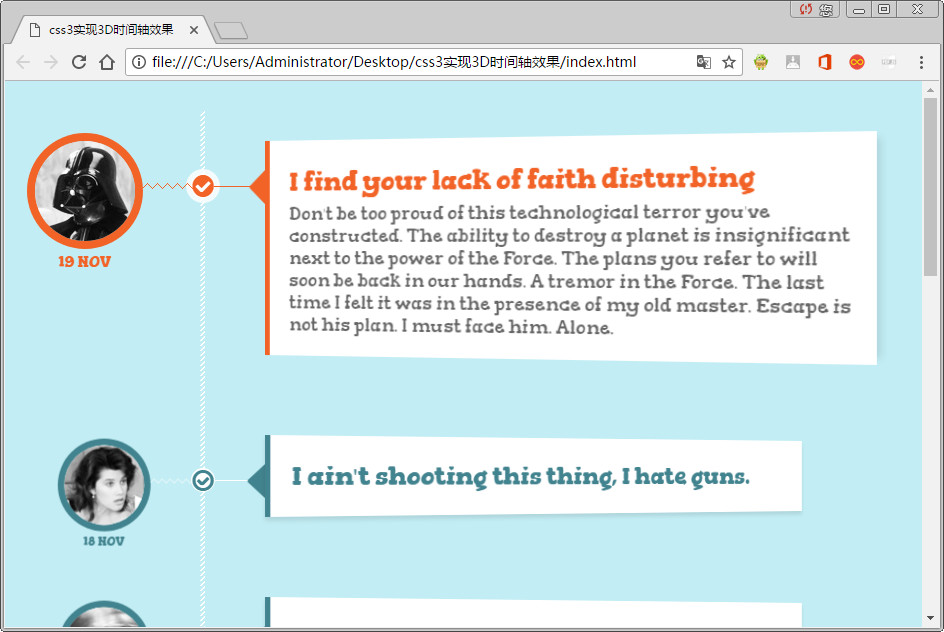 您
css3实现3D时间轴效果
file:///C:/Users/Administrator/Desktop/css3实现3D时间轴效果/index.html
I find your lack of faith disturbing
Don't be too proud of this technological terror you've
constructed. The ability to destroy a planet is insignificant
next to the power of the Force. The plans you refer to will
soon be back in our hands. A tremor in the Force. The last
time I felt it was in the presence of my old master. Escape is
not his plan. I must face him. Alone.
19 NOV
I ain't shooting this thing, I hate guns.
18 NOV